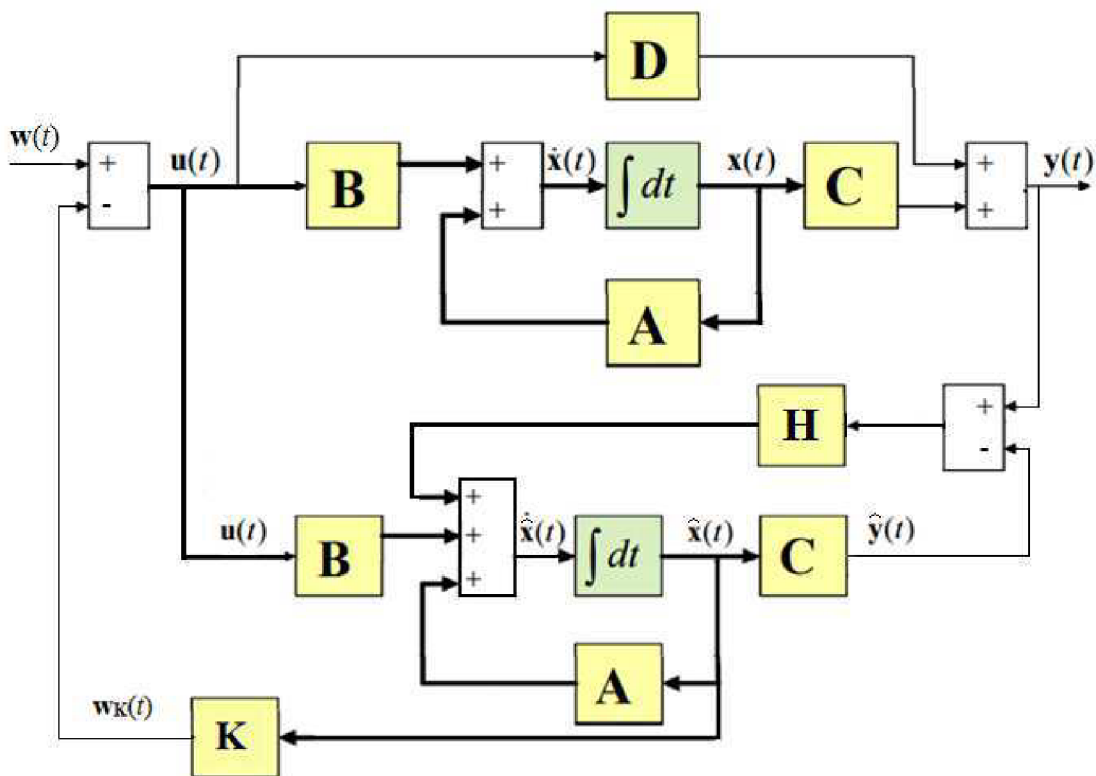 D
w(t)
+
-
u(t)
B
+
+
ẋ(t)
∫dt
x(t)
C
+
+
y(t)
A
H
+
-
u(t)
B
+
+
+
x̂̇(t)
∫dt
x̂(t)
C
ŷ(t)
A
wK(t)
K